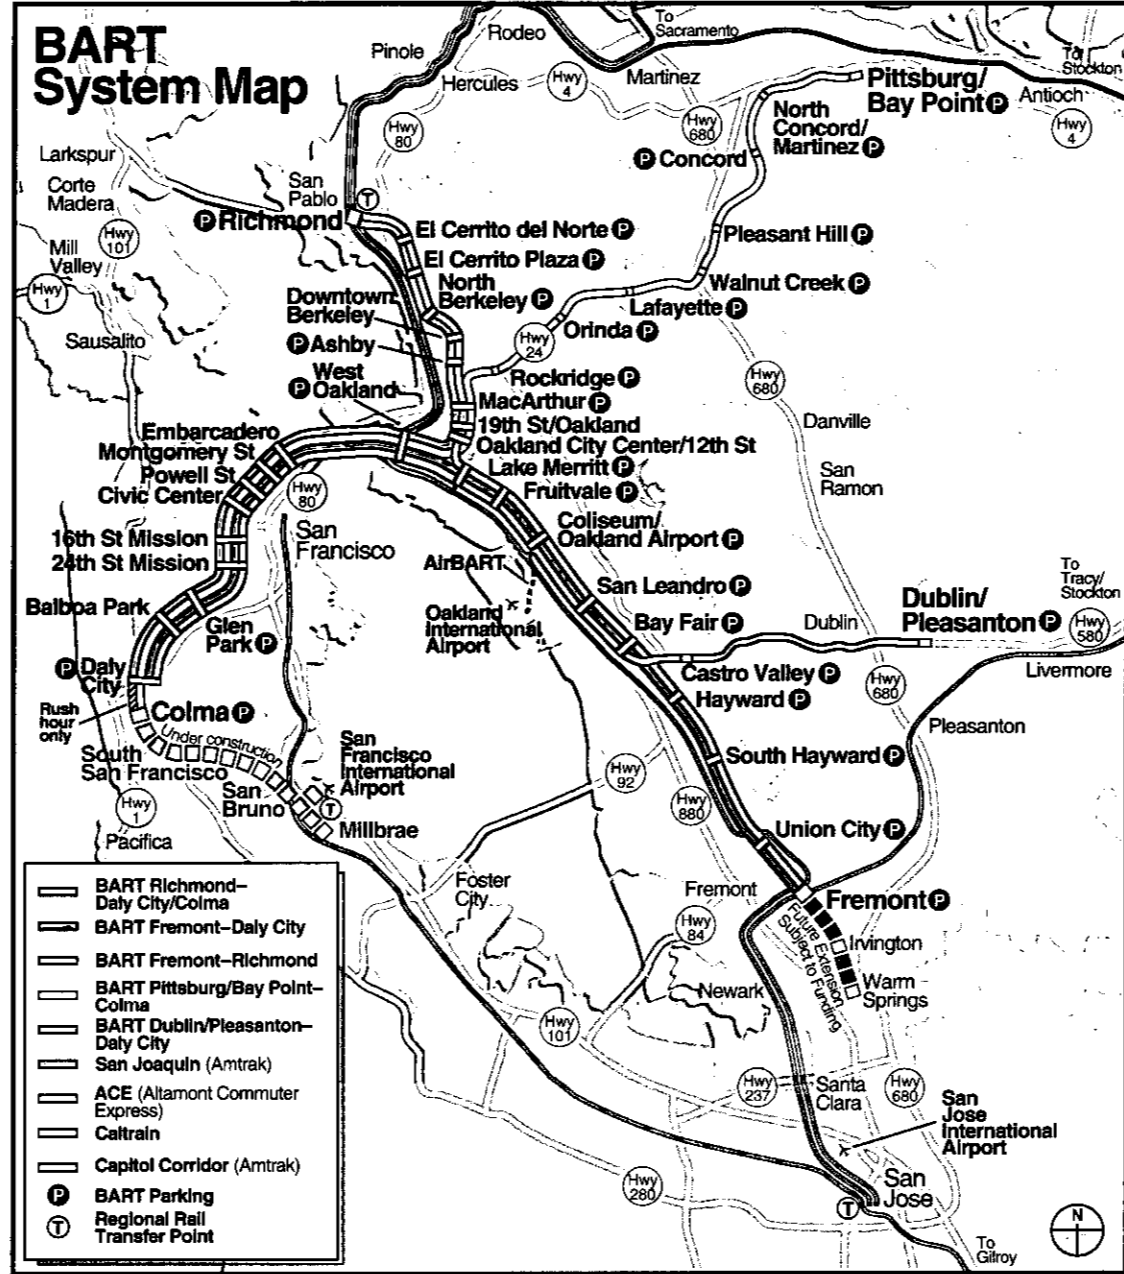 BART
System Map
Pinole
Rodeo
To
Sacramento
Hercules
Hwy
4
Martinez
To
Stockton
Pittsburg/
Bay Point P
Antioch
Hwy
4
Hwy
80
Hwy
680
North
Concord/
Martinez P
P Concord
Larkspur
Corte
Madera
San
Pablo
T
P Richmond
Hwy
101
Mill
Valley
Hwy
1
Sausalito
El Cerrito del Norte P
El Cerrito Plaza P
North
Berkeley P
Pleasant Hill P
Walnut Creek P
Lafayette P
Orinda P
Hwy
24
Downtown
Berkeley
P Ashby
West
P Oakland
Rockridge P
MacArthur P
19th St/Oakland
Oakland City Center/12th St
Lake Merritt P
Fruitvale P
Hwy
680
Danville
San
Ramon
Embarcadero
Montgomery St
Powell St
Civic Center
Hwy
80
San
Francisco
16th St Mission
24th St Mission
Coliseum/
Oakland Airport P
AirBART
Oakland
International
Airport
San Leandro P
Bay Fair P
Dublin
Dublin/
Pleasanton P
To
Tracy/
Stockton
Hwy
580
Livermore
Balboa Park
Glen
Park P
P Daly
City
Castro Valley P
Hayward P
Hwy
680
Pleasanton
Rush
hour
only
Colma P
Under construction
South
San Francisco
San
Bruno
San
Francisco
International
Airport
T
Millbrae
Hwy
1
Pacifica
Hwy
92
Hwy
880
South Hayward P
Union City P
Foster
City
Fremont
Hwy
84
Fremont P
Future Extension
Subject to Funding
Irvington
Warm
Springs
Newark
Hwy
101
Hwy
237
Santa
Clara
Hwy
680
San
Jose
International
Airport
Hwy
280
San
Jose
T
To
Gilroy
N
BART Richmond–
Daly City/Colma
BART Fremont–Daly City
BART Fremont–Richmond
BART Pittsburg/Bay Point–
Colma
BART Dublin/Pleasanton–
Daly City
San Joaquin (Amtrak)
ACE (Altamont Commuter
Express)
Caltrain
Capitol Corridor (Amtrak)
P BART Parking
T Regional Rail
Transfer Point